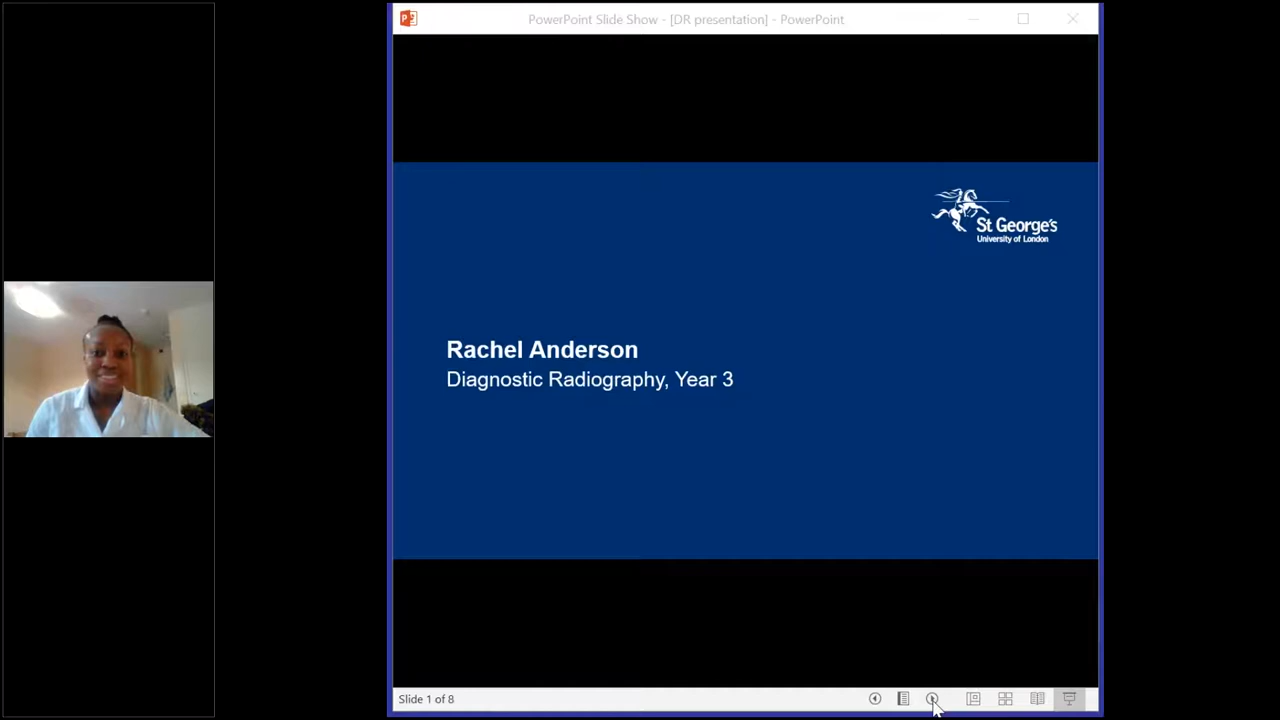 PowerPoint Slide Show - [DR presentation] - PowerPoint
St George's
University of London
Rachel Anderson
Diagnostic Radiography, Year 3
Slide 1 of 8